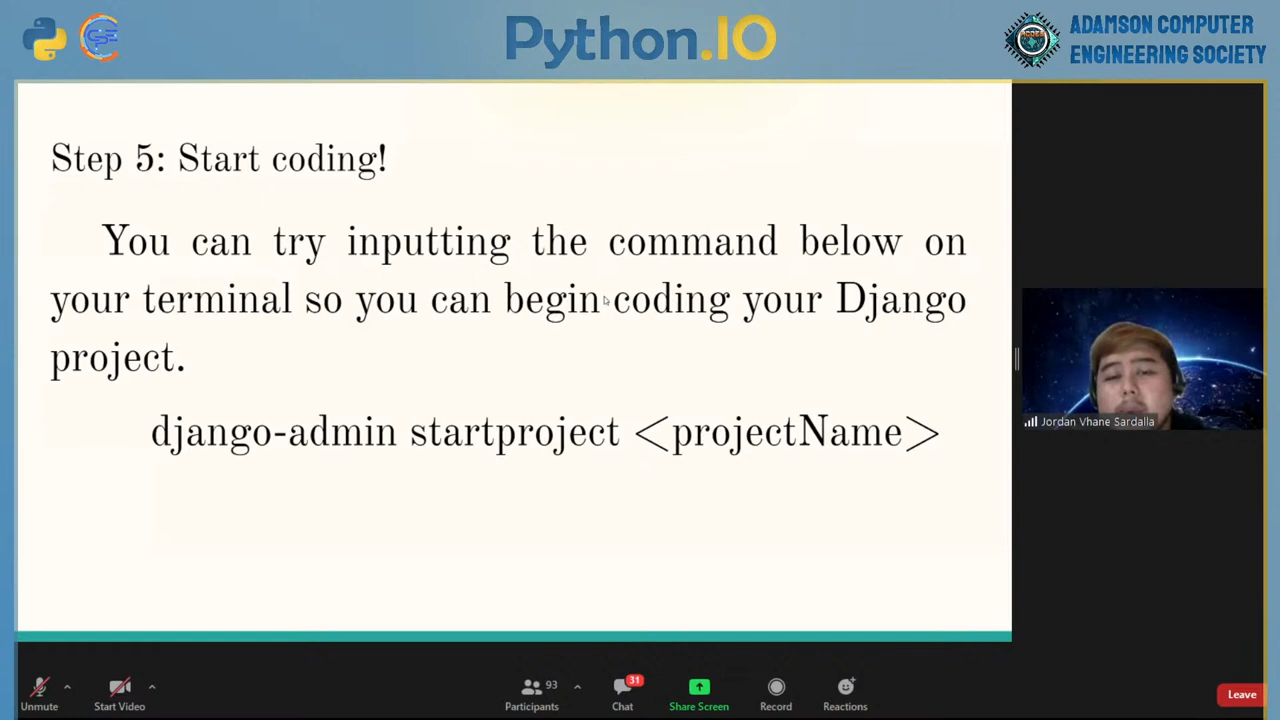 Python.IO
ADAMSON COMPUTER
ENGINEERING SOCIETY
Step 5: Start coding!
You can try inputting the command below on
your terminal so you can begin coding your Django
project.
django-admin startproject <projectName>
Jordan Vhane Sardalla
93
31
Unmute
Start Video
Participants
Chat
Share Screen
Record
Reactions
Leave